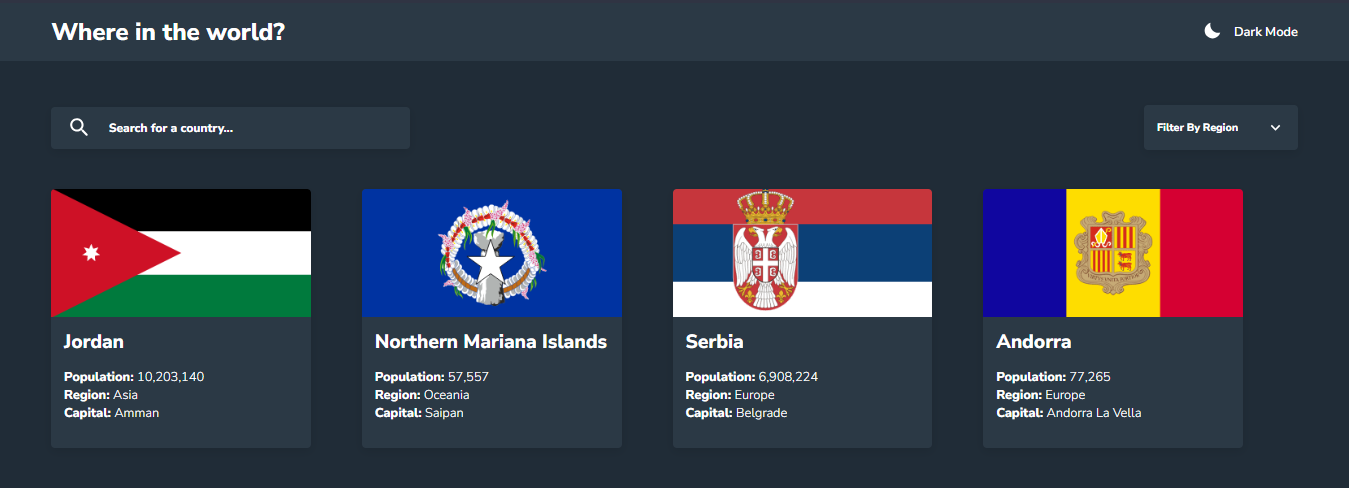 Where in the world?
Dark Mode
Search for a country...
Filter By Region
Jordan
Population: 10,203,140
Region: Asia
Capital: Amman
Northern Mariana Islands
Population: 57,557
Region: Oceania
Capital: Saipan
Serbia
Population: 6,908,224
Region: Europe
Capital: Belgrade
Andorra
Population: 77,265
Region: Europe
Capital: Andorra La Vella